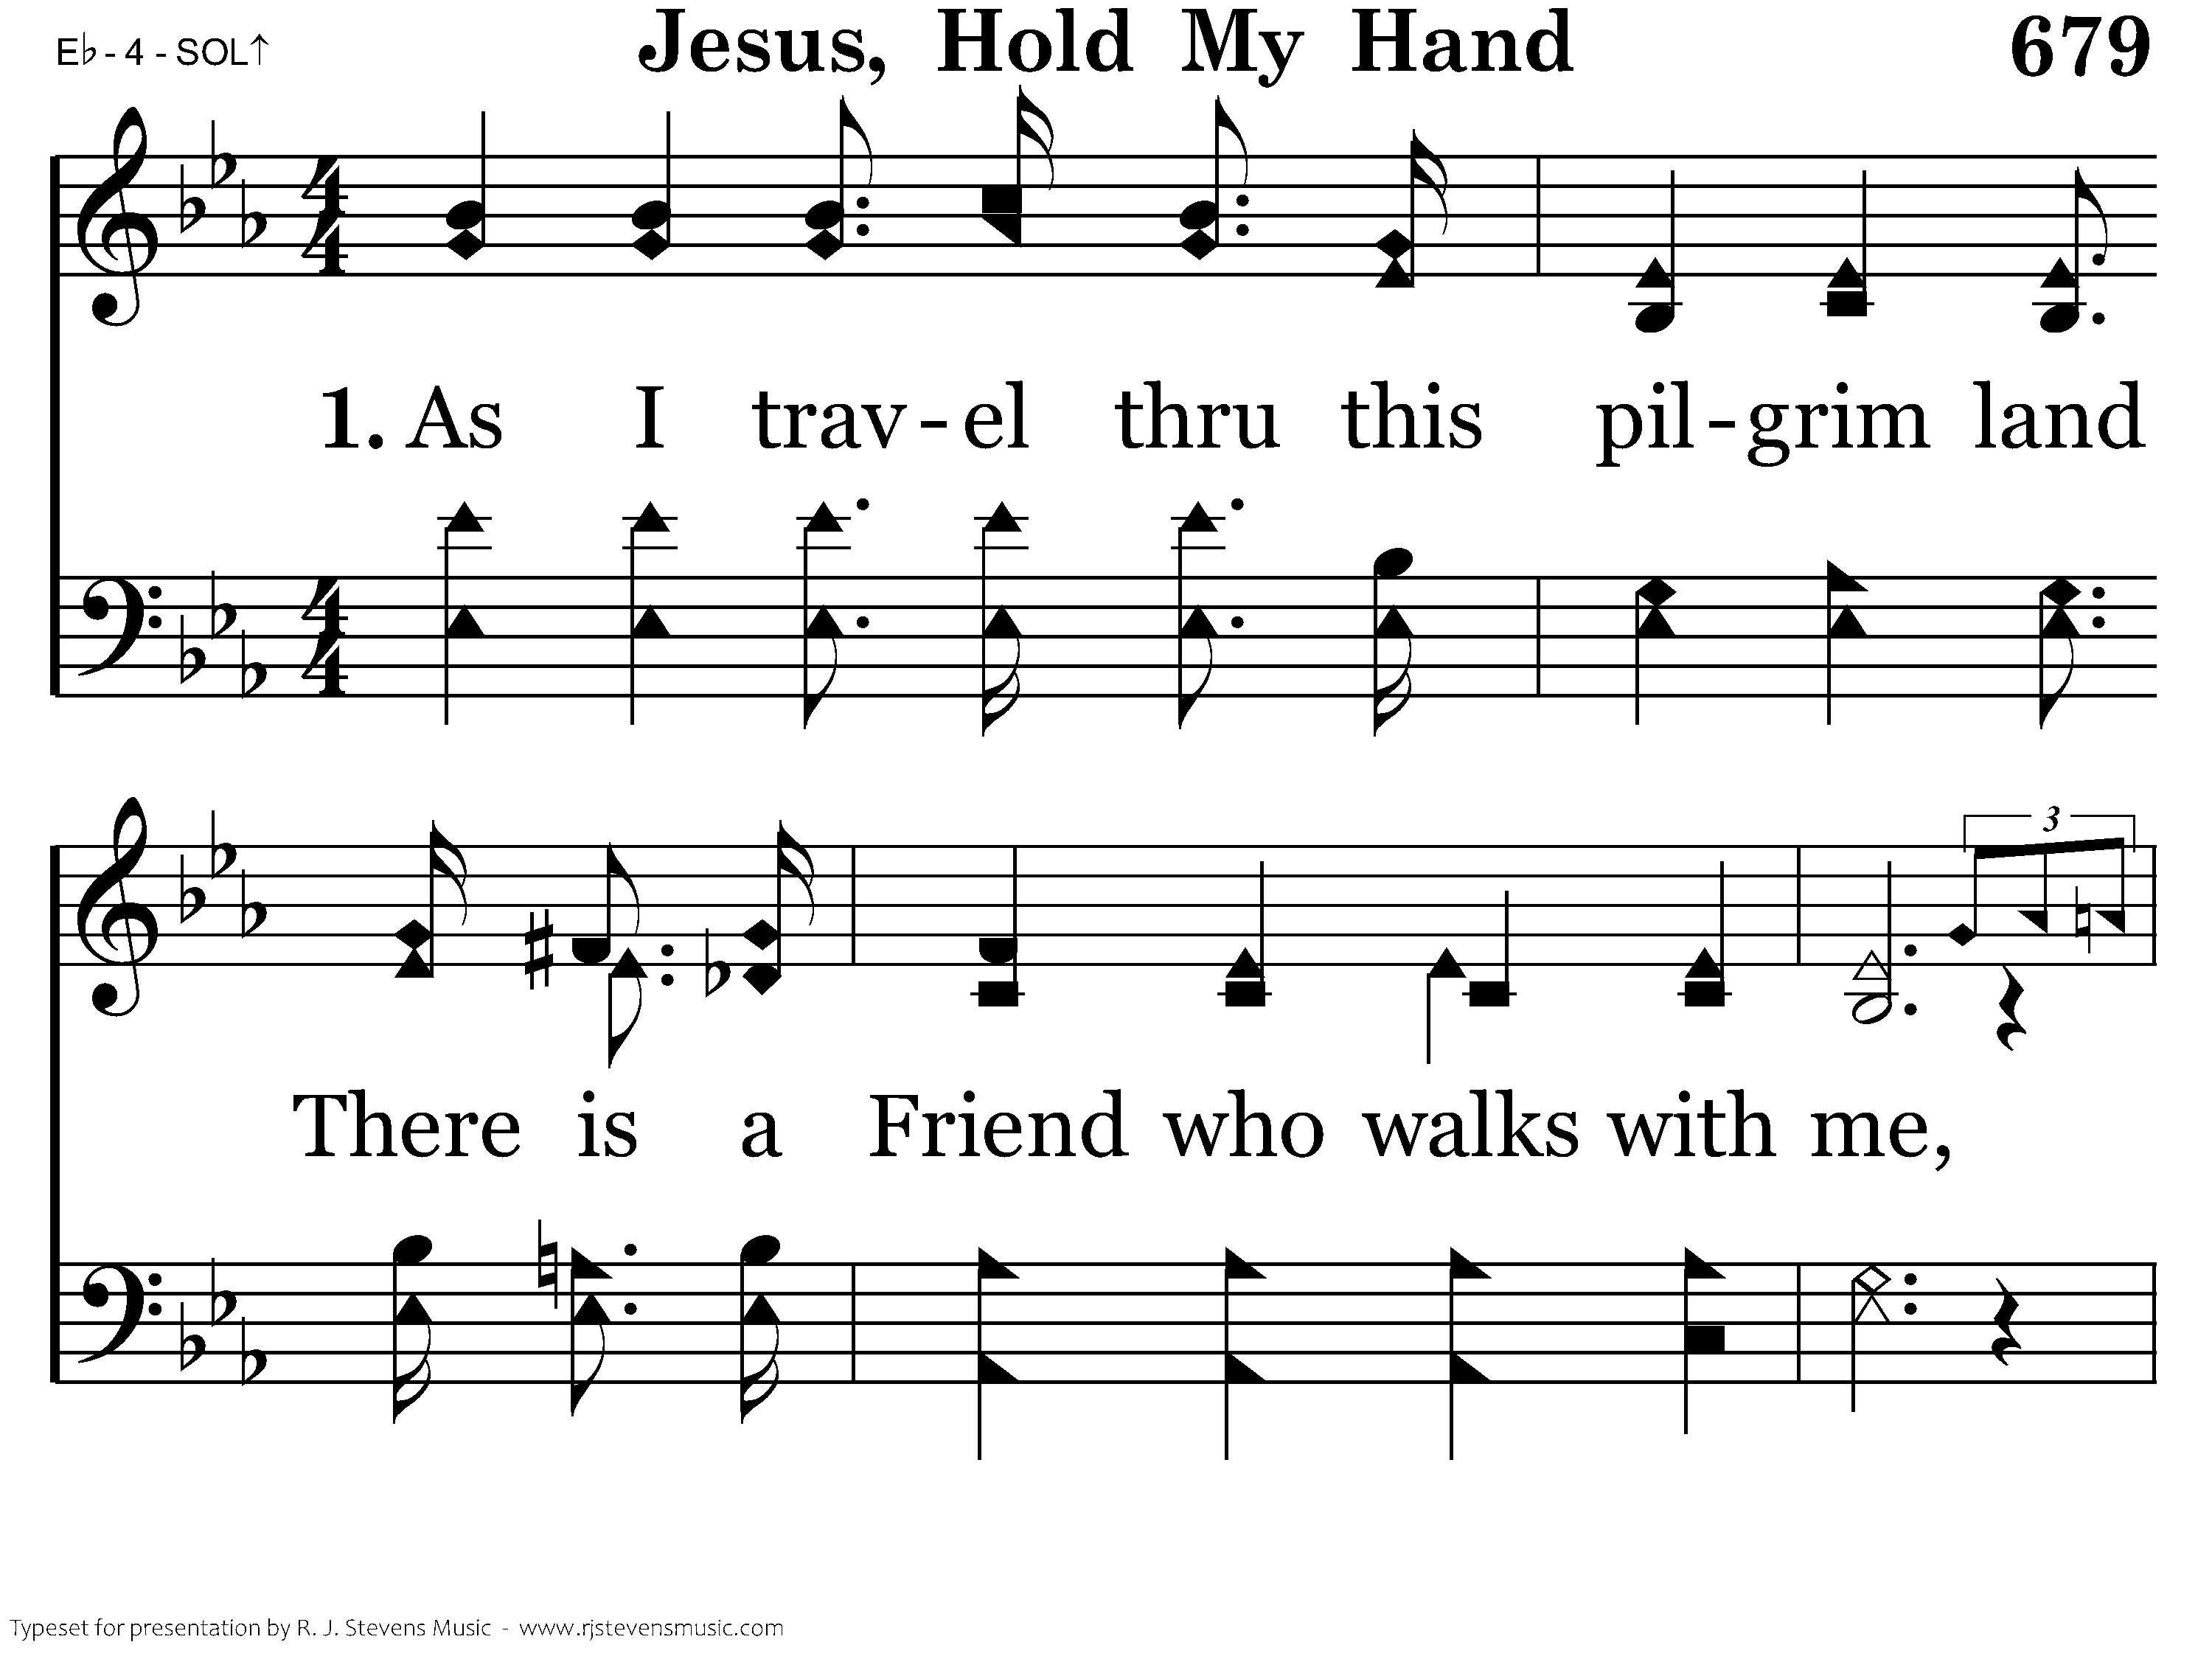 E♭ - 4 - SOL↑ Jesus, Hold My Hand 679
1. As I trav - el thru this pil - grim land
3
There is a Friend who walks with me,
Typeset for presentation by R. J. Stevens Music - www.rjstevensmusic.com